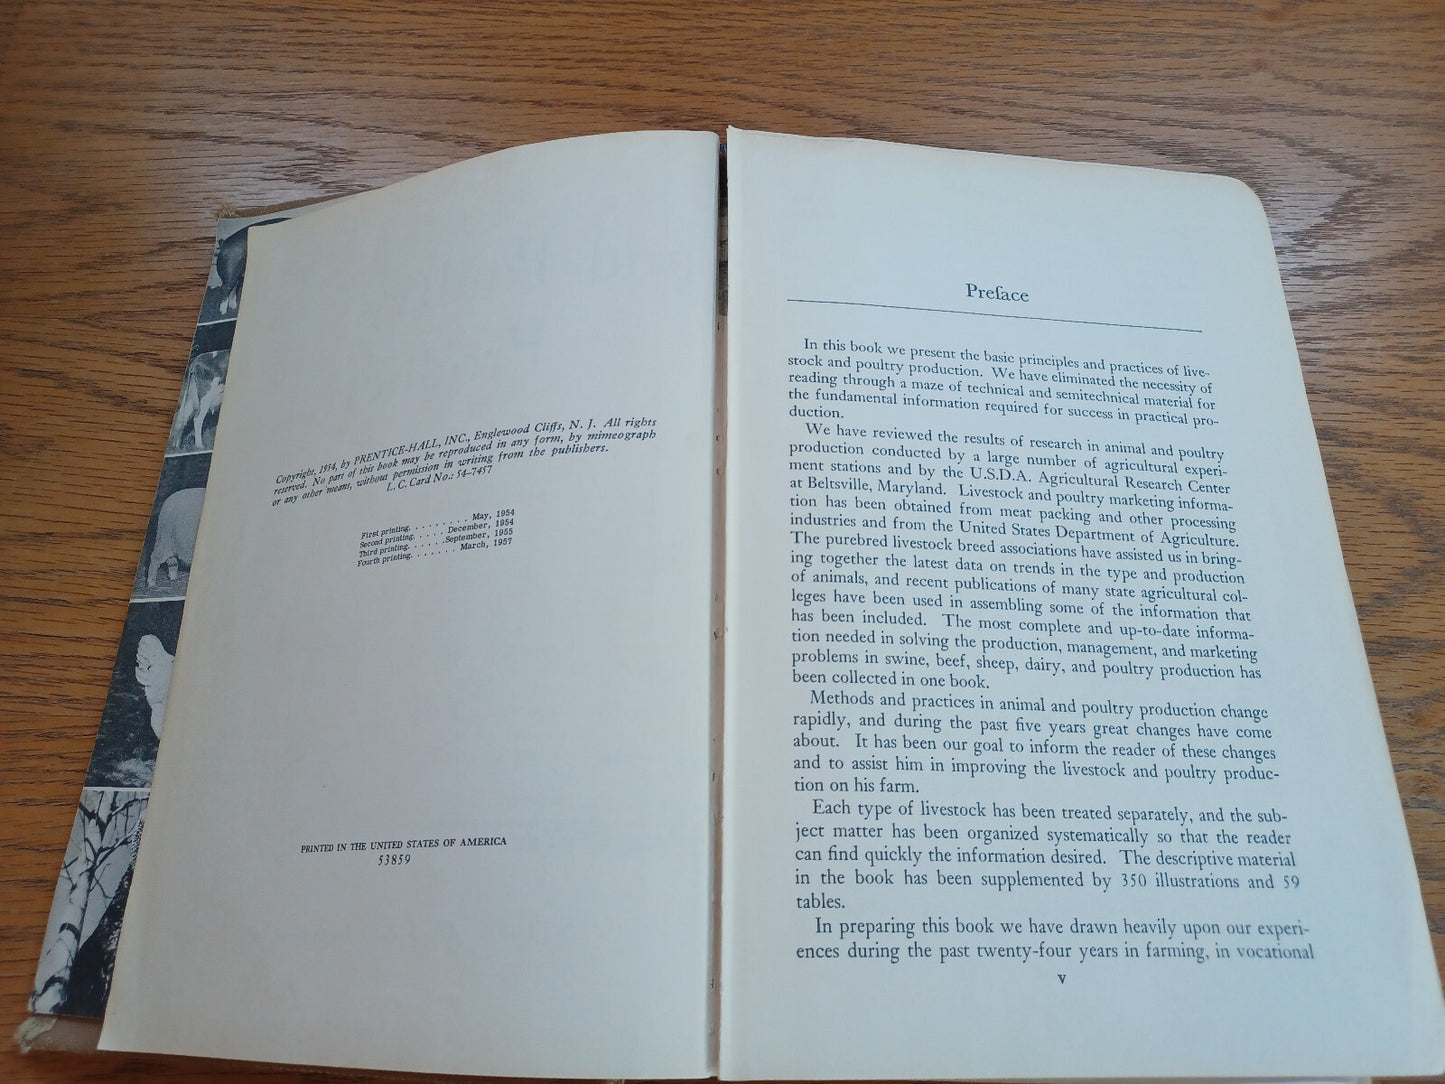 Copyright, 1954, by PRENTICE-HALL, INC., Englewood Cliffs, N. J. All rights
reserved. No part of this book may be reproduced in any form, by mimeograph
or any other means, without permission in writing from the publishers.
L. C. Card No.: 54-7457
First printing. . . . . . . . . May, 1954
Second printing. . . . . December, 1954
Third printing. . . . . .September, 1955
Fourth printing. . . . . . . March, 1957
PRINTED IN THE UNITED STATES OF AMERICA
53859
Preface
In this book we present the basic principles and practices of live-
stock and poultry production. We have eliminated the necessity of
reading through a maze of technical and semitechnical material for
the fundamental information required for success in practical pro-
duction.
We have reviewed the results of research in animal and poultry
production conducted by a large number of agricultural experi-
ment stations and by the U.S.D.A. Agricultural Research Center
at Beltsville, Maryland. Livestock and poultry marketing informa-
tion has been obtained from meat packing and other processing
industries and from the United States Department of Agriculture.
The purebred livestock breed associations have assisted us in bring-
ing together the latest data on trends in the type and production
of animals, and recent publications of many state agricultural col-
leges have been used in assembling some of the information that
has been included. The most complete and up-to-date informa-
tion needed in solving the production, management, and marketing
problems in swine, beef, sheep, dairy, and poultry production has
been collected in one book.
Methods and practices in animal and poultry production change
rapidly, and during the past five years great changes have come
about. It has been our goal to inform the reader of these changes
and to assist him in improving the livestock and poultry produc-
tion on his farm.
Each type of livestock has been treated separately, and the sub-
ject matter has been organized systematically so that the reader
can find quickly the information desired. The descriptive material
in the book has been supplemented by 350 illustrations and 59
tables.
In preparing this book we have drawn heavily upon our experi-
ences during the past twenty-four years in farming, in vocational
v